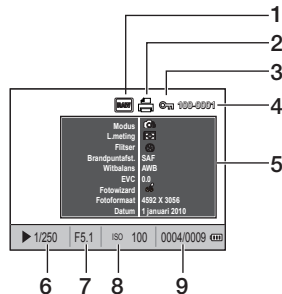 1
2
3
RAW 100-0001 4
Modus
L.meting
Flitser
Brandpuntafst. SAF
Witbalans AWB
EVC 0.0
Fotowizard
Fotoformaat 4592 X 3056
Datum 1 januari 2010
5
1/250 F5.1 ISO 100 0004/0009
6 7 8 9